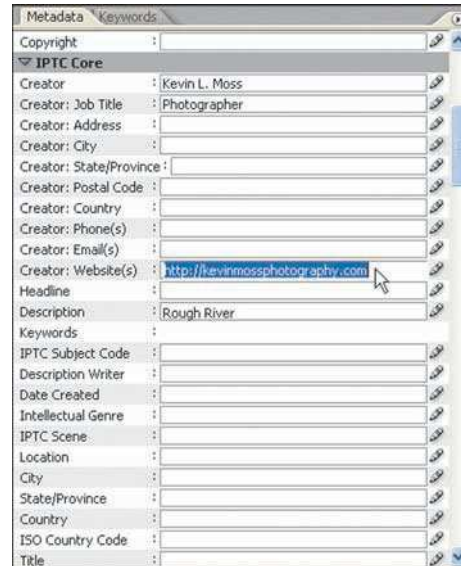 Metadata Keywords
Copyright :
IPTC Core
Creator : Kevin L. Moss
Creator: Job Title : Photographer
Creator: Address :
Creator: City :
Creator: State/Province :
Creator: Postal Code :
Creator: Country :
Creator: Phone(s) :
Creator: Email(s) :
Creator: Website(s) : http://kevinmossphotography.com
Headline :
Description : Rough River
Keywords :
IPTC Subject Code :
Description Writer :
Date Created :
Intellectual Genre :
IPTC Scene :
Location :
City :
State/Province :
Country :
ISO Country Code :
Title :